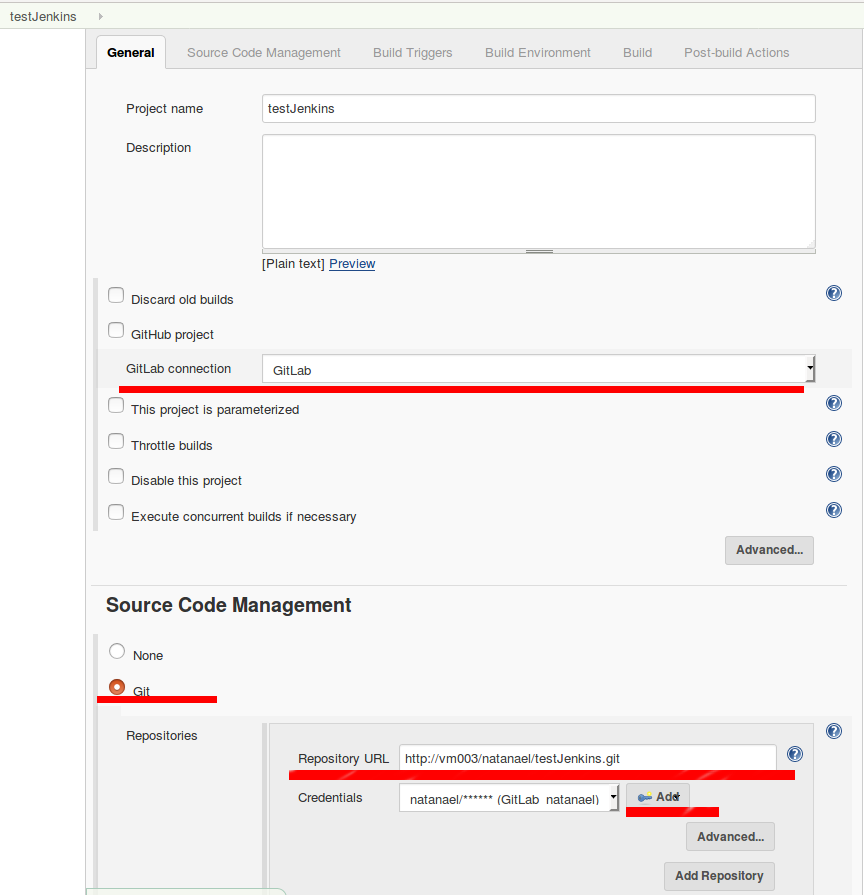 testJenkins
General Source Code Management Build Triggers Build Environment Build Post-build Actions
Project name testJenkins
Description
[Plain text] Preview
Discard old builds
GitHub project
GitLab connection GitLab
This project is parameterized
Throttle builds
Disable this project
Execute concurrent builds if necessary
Advanced...
Source Code Management
None
Git
Repositories
Repository URL http://vm003/natanael/testJenkins.git
Credentials natanael/****** (GitLab_natanael) Add
Advanced...
Add Repository